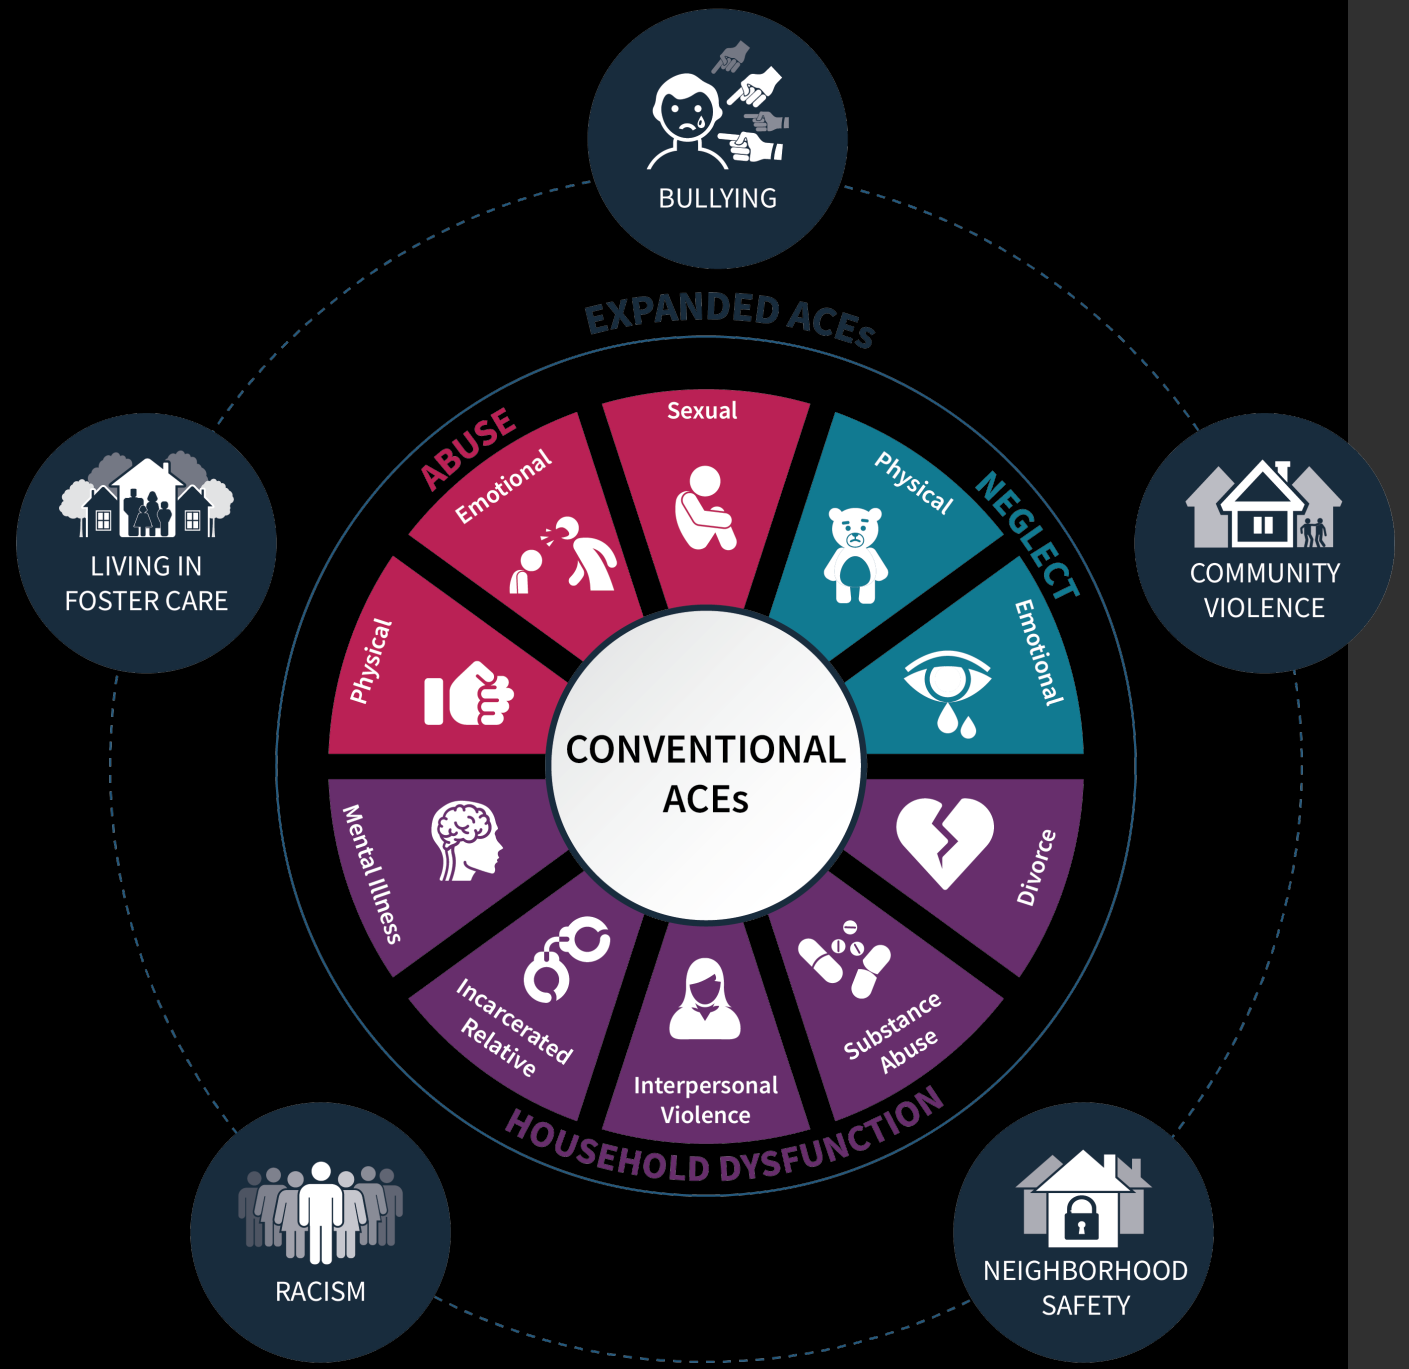 BULLYING
EXPANDED ACEs
LIVING IN
FOSTER CARE
COMMUNITY
VIOLENCE
ABUSE
NEGLECT
Physical
Emotional
Sexual
Physical
Emotional
CONVENTIONAL
ACEs
Mental Illness
Incarcerated
Relative
Interpersonal
Violence
Substance
Abuse
Divorce
HOUSEHOLD DYSFUNCTION
RACISM
NEIGHBORHOOD
SAFETY